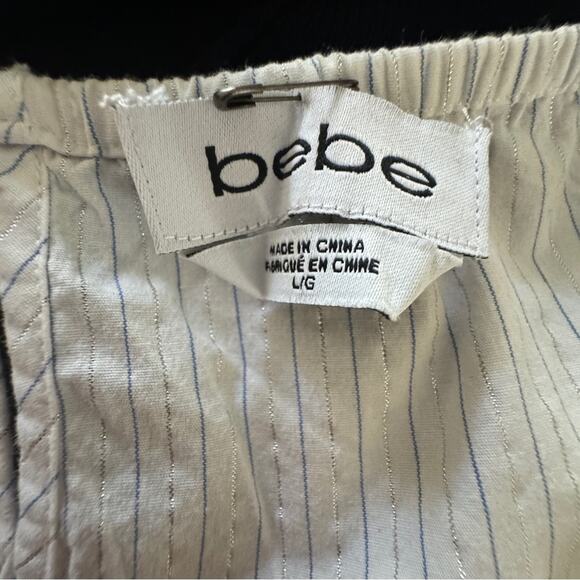 bebe
MADE IN CHINA
FABRIQUÉ EN CHINE
L/G